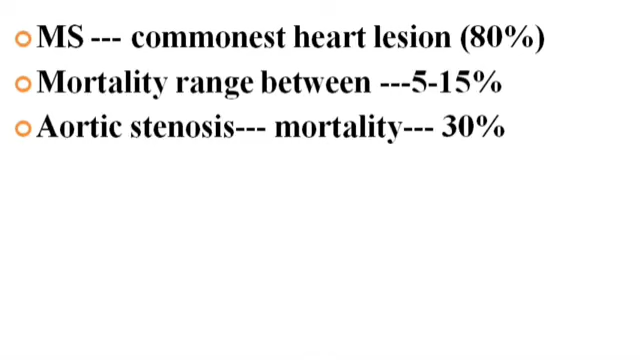 MS --- commonest heart lesion (80%)
Mortality range between ---5-15%
Aortic stenosis--- mortality--- 30%